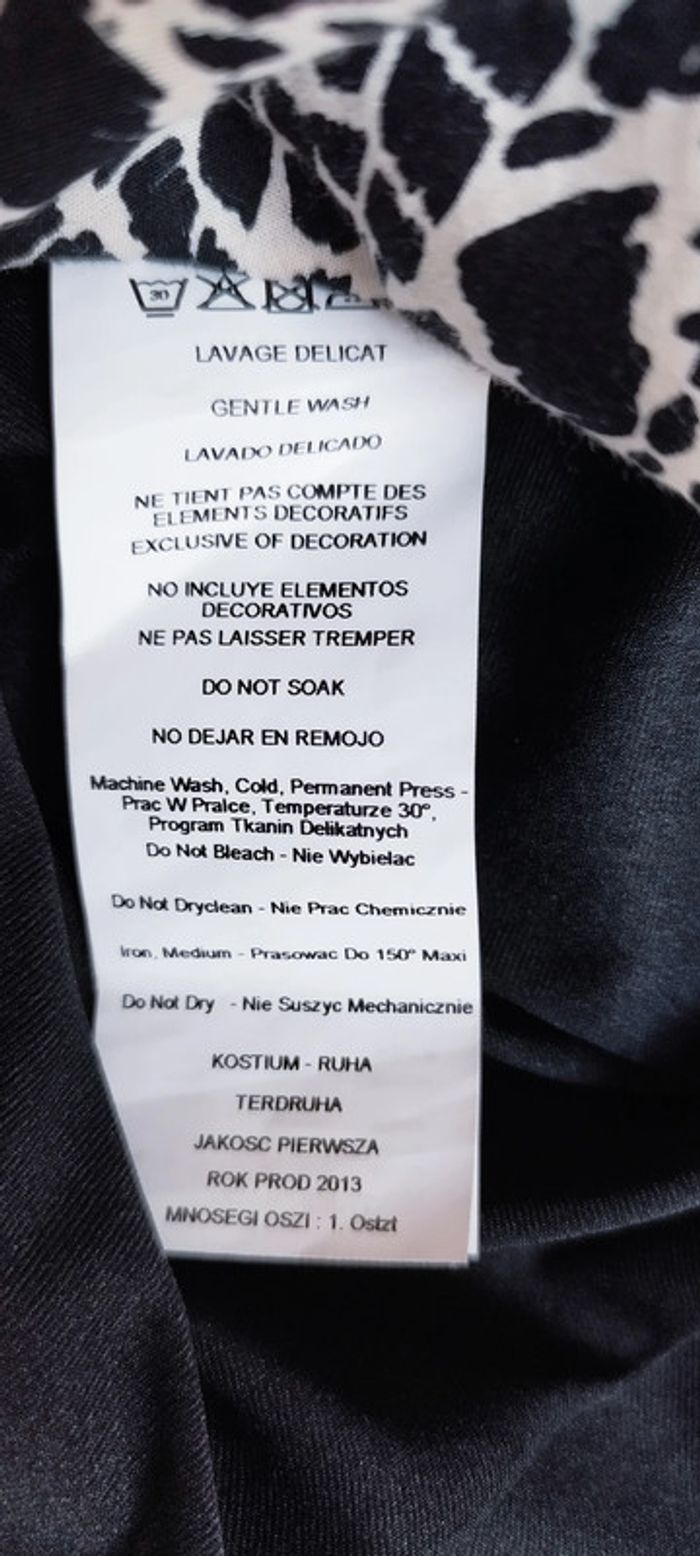 30
LAVAGE DELICAT
GENTLE WASH
LAVADO DELICADO
NE TIENT PAS COMPTE DES
ELEMENTS DECORATIFS
EXCLUSIVE OF DECORATION
NO INCLUYE ELEMENTOS
DECORATIVOS
NE PAS LAISSER TREMPER
DO NOT SOAK
NO DEJAR EN REMOJO
Machine Wash, Cold, Permanent Press -
Prac W Pralce, Temperaturze 30°,
Program Tkanin Delikatnych
Do Not Bleach - Nie Wybielac
Do Not Dryclean - Nie Prac Chemicznie
Iron, Medium - Prasowac Do 150° Maxi
Do Not Dry - Nie Suszyc Mechanicznie
KOSTIUM - RUHA
TERDRUHA
JAKOSC PIERWSZA
ROK PROD 2013
MNOSEGI OSZI : 1. Ostzt